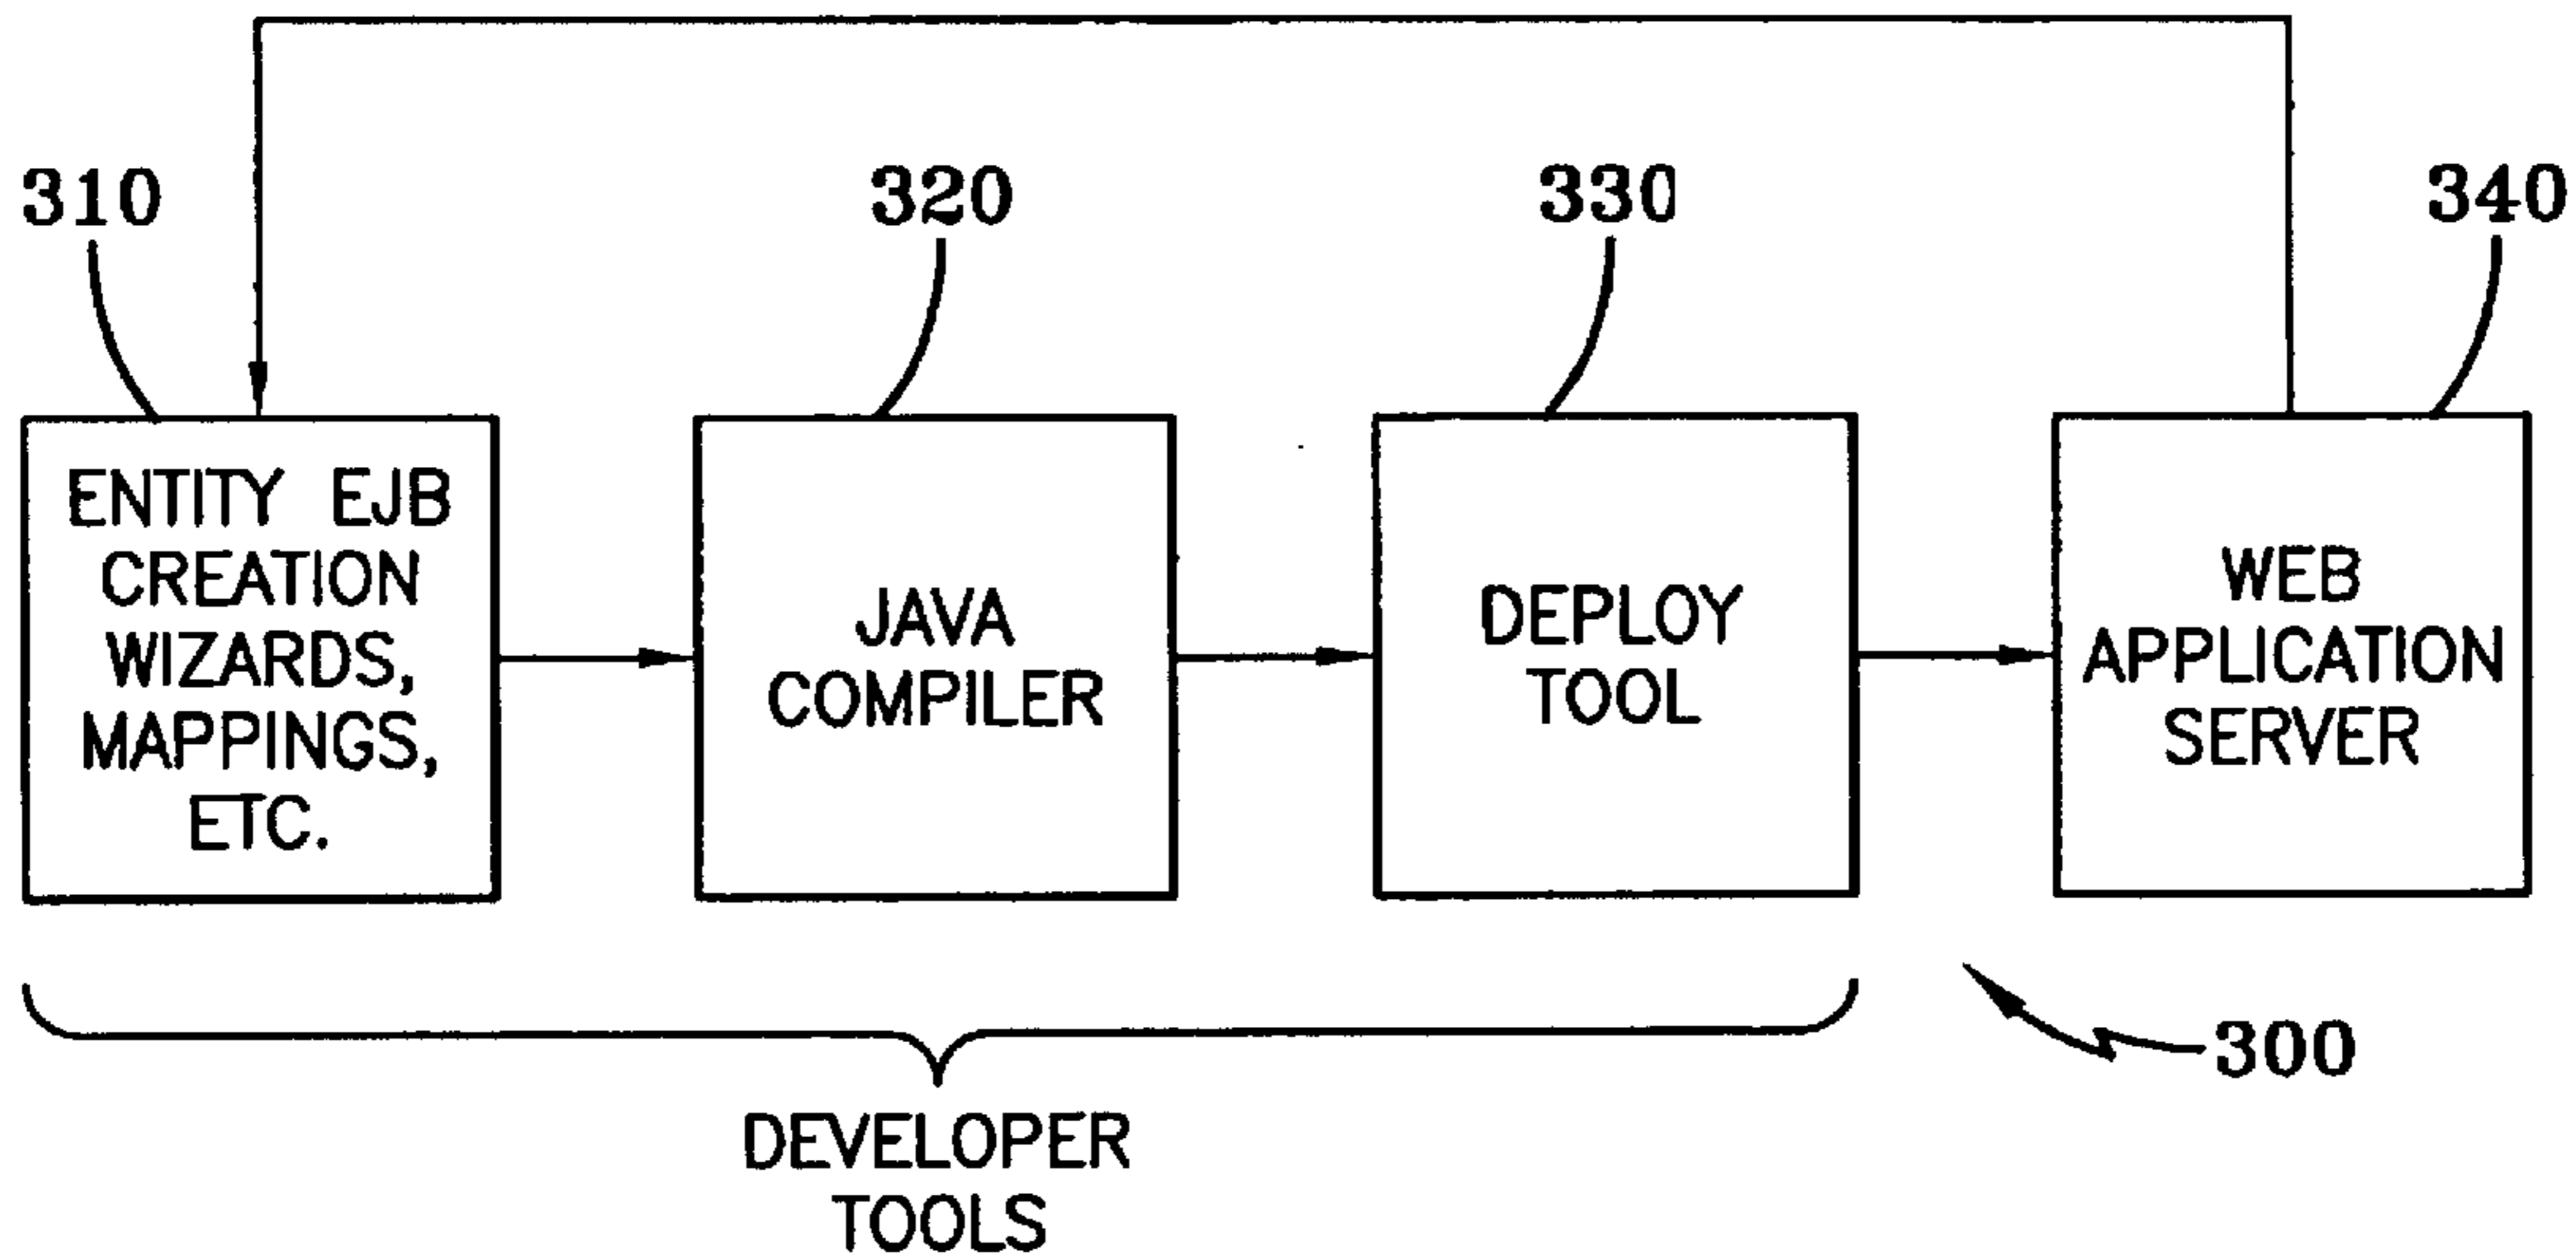 310
320
330
340
ENTITY EJB
CREATION
WIZARDS,
MAPPINGS,
ETC.
JAVA
COMPILER
DEPLOY
TOOL
WEB
APPLICATION
SERVER
300
DEVELOPER
TOOLS